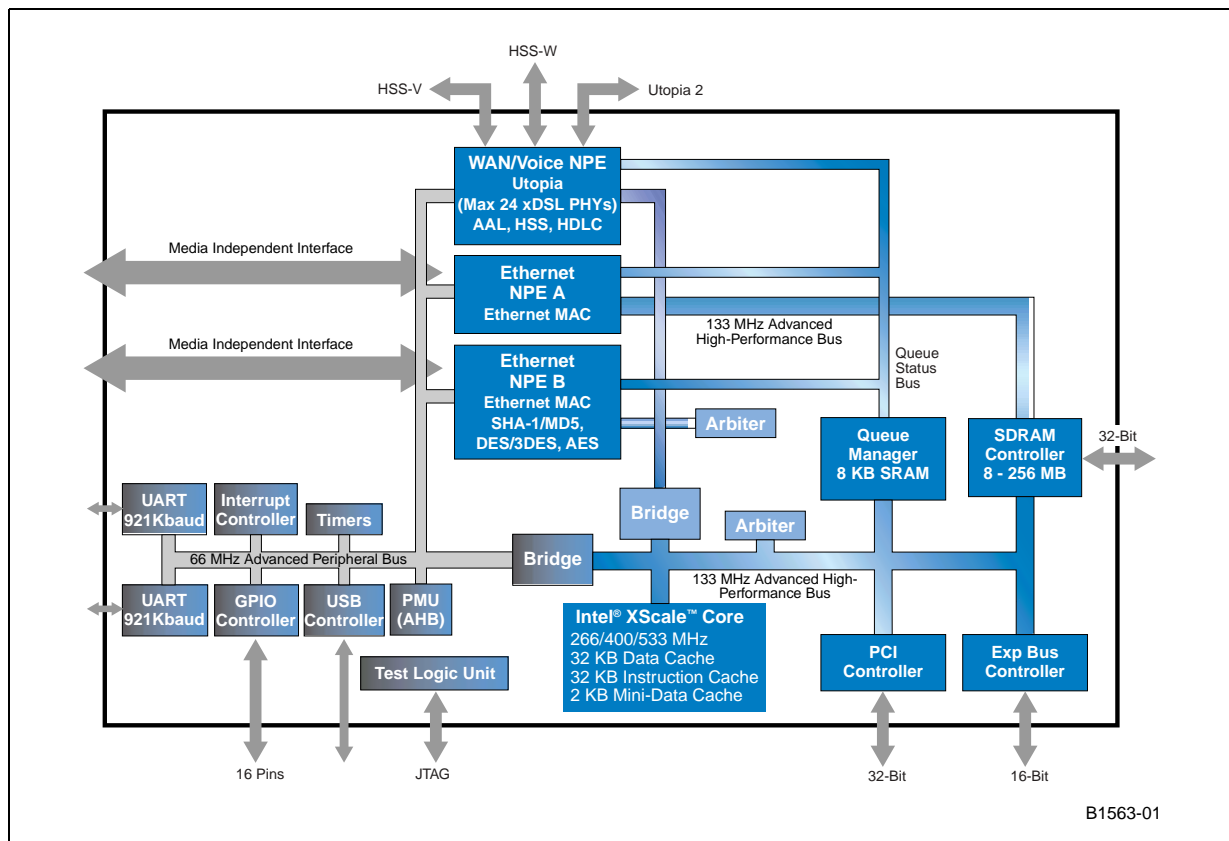 HSS-W
HSS-V
Utopia 2
WAN/Voice NPE
Utopia
(Max 24 xDSL PHYs)
AAL, HSS, HDLC
Media Independent Interface
Ethernet
NPE A
Ethernet MAC
133 MHz Advanced
High-Performance Bus
Media Independent Interface
Ethernet
NPE B
Ethernet MAC
SHA-1/MD5,
DES/3DES, AES
Queue
Status
Bus
Arbiter
Queue
Manager
8 KB SRAM
SDRAM
Controller
8 - 256 MB
32-Bit
UART
921Kbaud
Interrupt
Controller
Timers
Bridge
Arbiter
66 MHz Advanced Peripheral Bus
Bridge
133 MHz Advanced High-
Performance Bus
UART
921Kbaud
GPIO
Controller
USB
Controller
PMU
(AHB)
Intel® XScale™ Core
266/400/533 MHz
32 KB Data Cache
32 KB Instruction Cache
2 KB Mini-Data Cache
PCI
Controller
Exp Bus
Controller
Test Logic Unit
16 Pins
JTAG
32-Bit
16-Bit
B1563-01